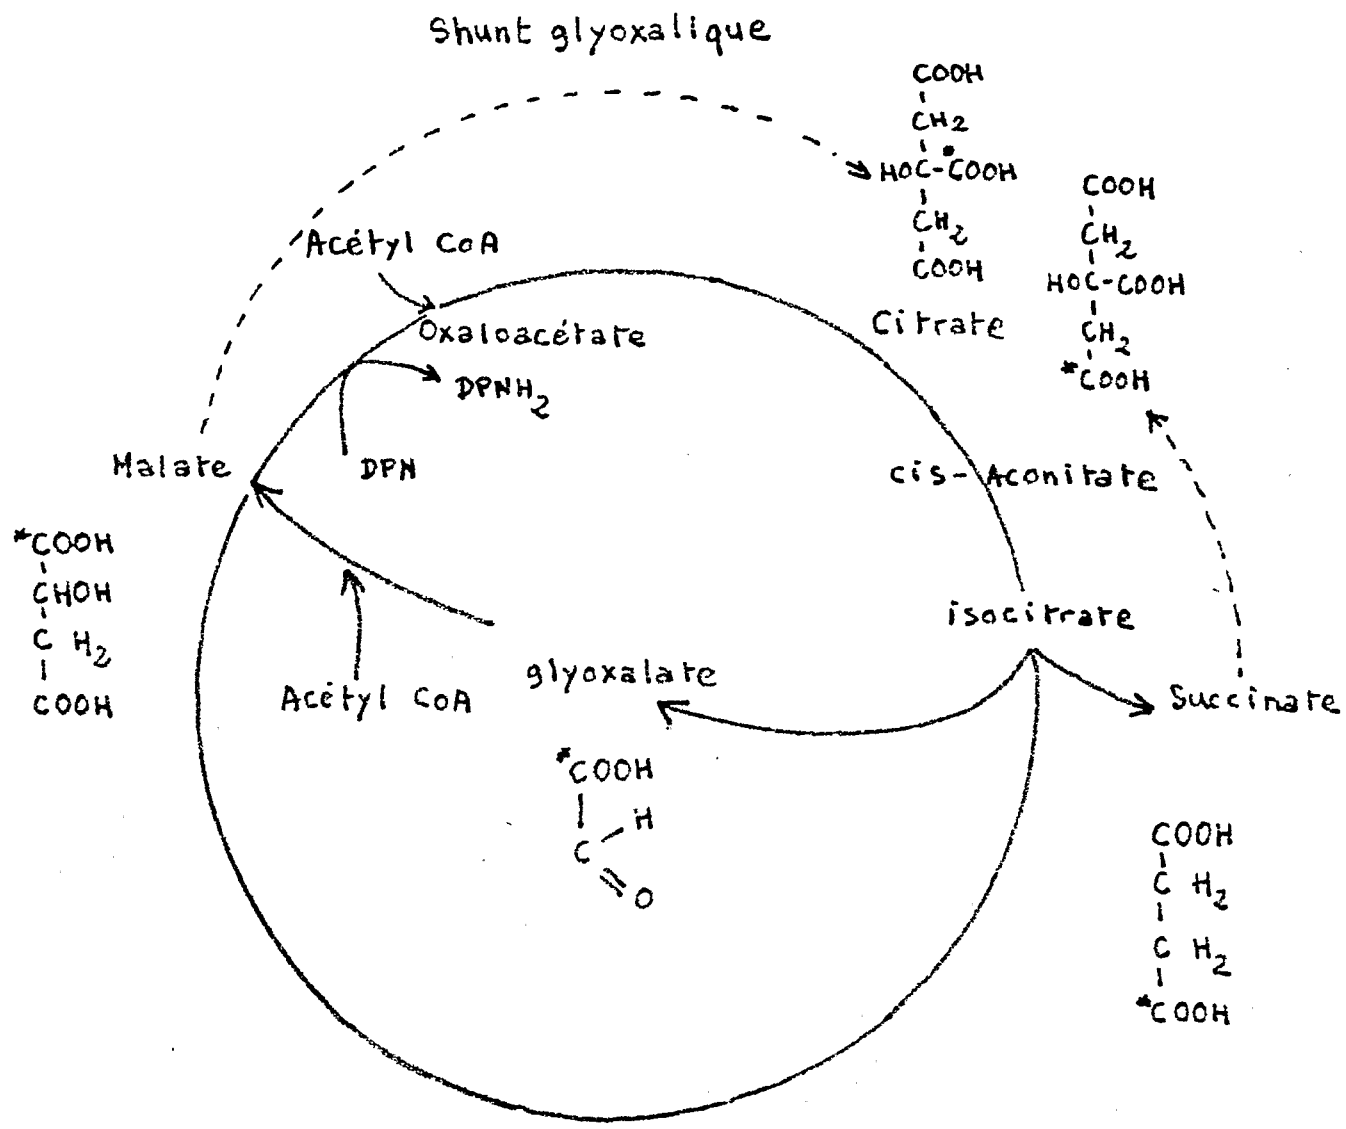 Shunt glyoxalique
COOH
CH2
HOC-*COOH
CH2
COOH
Citrate
COOH
CH2
HOC-COOH
CH2
*COOH
Acétyl CoA
Oxaloacétate
DPNH2
DPN
Malate
*COOH
CHOH
C H2
COOH
cis-Aconitate
isocitrate
Succinate
COOH
C H2
C H2
*COOH
glyoxalate
*COOH
H
C
O
Acétyl CoA